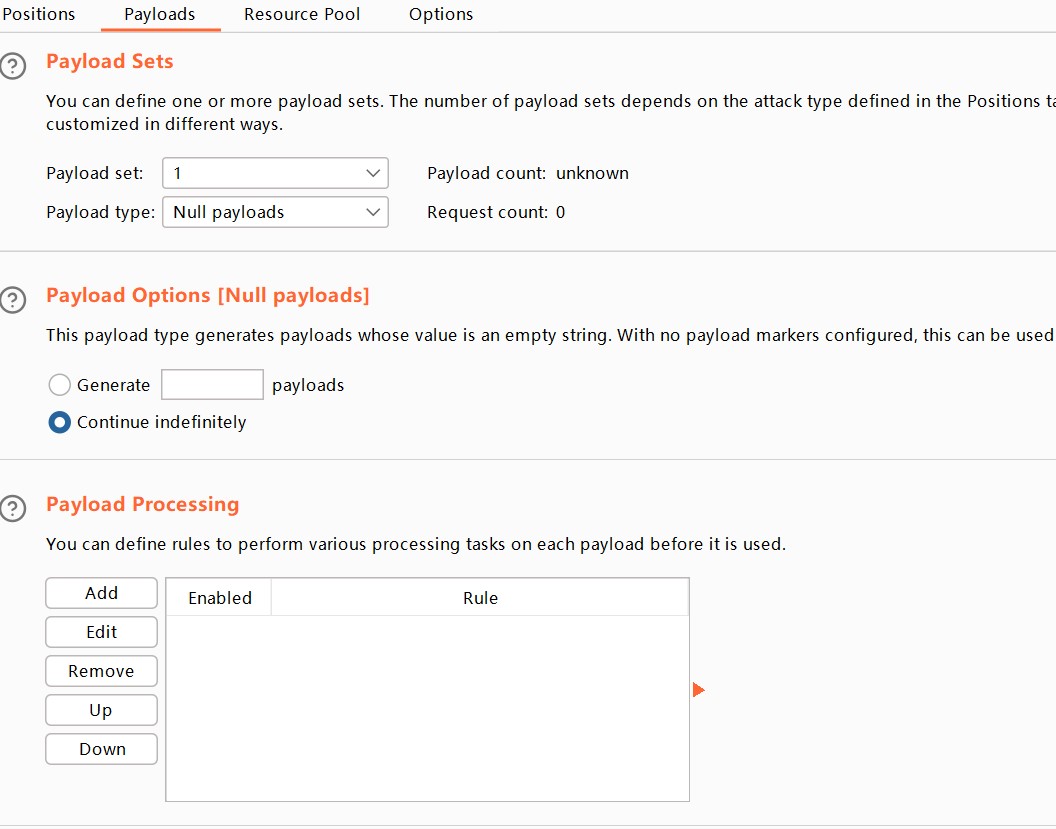 Positions Payloads Resource Pool Options
Payload Sets
You can define one or more payload sets. The number of payload sets depends on the attack type defined in the Positions
customized in different ways.
Payload set: 1 Payload count: unknown
Payload type: Null payloads Request count: 0
Payload Options [Null payloads]
This payload type generates payloads whose value is an empty string. With no payload markers configured, this can be used
Generate payloads
Continue indefinitely
Payload Processing
You can define rules to perform various processing tasks on each payload before it is used.
Add
Enabled Rule
Edit
Remove
Up
Down